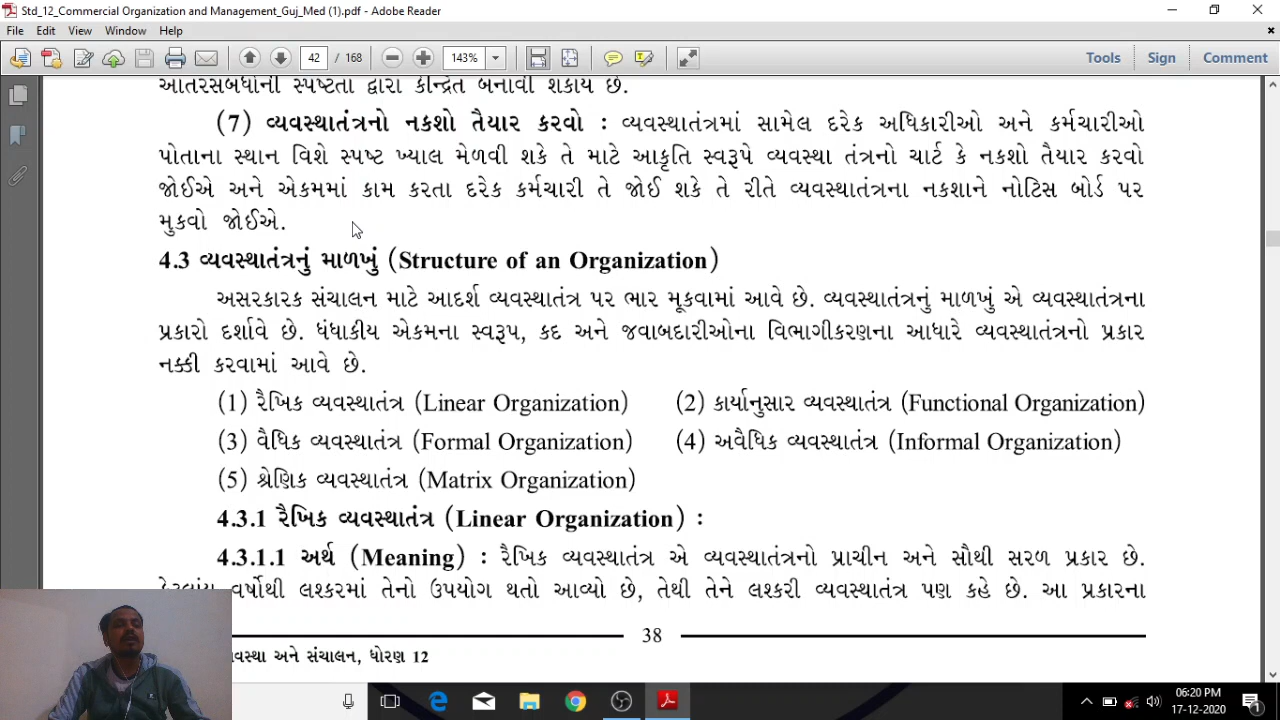 Std_12_Commercial Organization and Management_Guj_Med (1).pdf - Adobe Reader
File Edit View Window Help
42 / 168 143% Tools Sign Comment
આંતરસંબંધોની સ્પષ્ટતા દ્વારા કેન્દ્રિત બનાવી શકાય છે.
(7) વ્યવસ્થાતંત્રનો નકશો તૈયાર કરવો : વ્યવસ્થાતંત્રમાં સામેલ દરેક અધિકારીઓ અને કર્મચારીઓ
પોતાના સ્થાન વિશે સ્પષ્ટ ખ્યાલ મેળવી શકે તે માટે આકૃતિ સ્વરૂપે વ્યવસ્થા તંત્રનો ચાર્ટ કે નકશો તૈયાર કરવો
જોઈએ અને એકમમાં કામ કરતા દરેક કર્મચારી તે જોઈ શકે તે રીતે વ્યવસ્થાતંત્રના નકશાને નોટિસ બોર્ડ પર
મુકવો જોઈએ.
4.3 વ્યવસ્થાતંત્રનું માળખું (Structure of an Organization)
અસરકારક સંચાલન માટે આદર્શ વ્યવસ્થાતંત્ર પર ભાર મૂકવામાં આવે છે. વ્યવસ્થાતંત્રનું માળખું એ વ્યવસ્થાતંત્રના
પ્રકારો દર્શાવે છે. ધંધાકીય એકમના સ્વરૂપ, કદ અને જવાબદારીઓના વિભાગીકરણના આધારે વ્યવસ્થાતંત્રનો પ્રકાર
નક્કી કરવામાં આવે છે.
(1) રૈખિક વ્યવસ્થાતંત્ર (Linear Organization) (2) કાર્યાનુસાર વ્યવસ્થાતંત્ર (Functional Organization)
(3) વૈધિક વ્યવસ્થાતંત્ર (Formal Organization) (4) અવૈધિક વ્યવસ્થાતંત્ર (Informal Organization)
(5) શ્રેણિક વ્યવસ્થાતંત્ર (Matrix Organization)
4.3.1 રૈખિક વ્યવસ્થાતંત્ર (Linear Organization) :
4.3.1.1 અર્થ (Meaning) : રૈખિક વ્યવસ્થાતંત્ર એ વ્યવસ્થાતંત્રનો પ્રાચીન અને સૌથી સરળ પ્રકાર છે.
કેટલાંય વર્ષોથી લશ્કરમાં તેનો ઉપયોગ થતો આવ્યો છે, તેથી તેને લશ્કરી વ્યવસ્થાતંત્ર પણ કહે છે. આ પ્રકારના
38
અને સંચાલન, ધોરણ 12
06:20 PM
17-12-2020